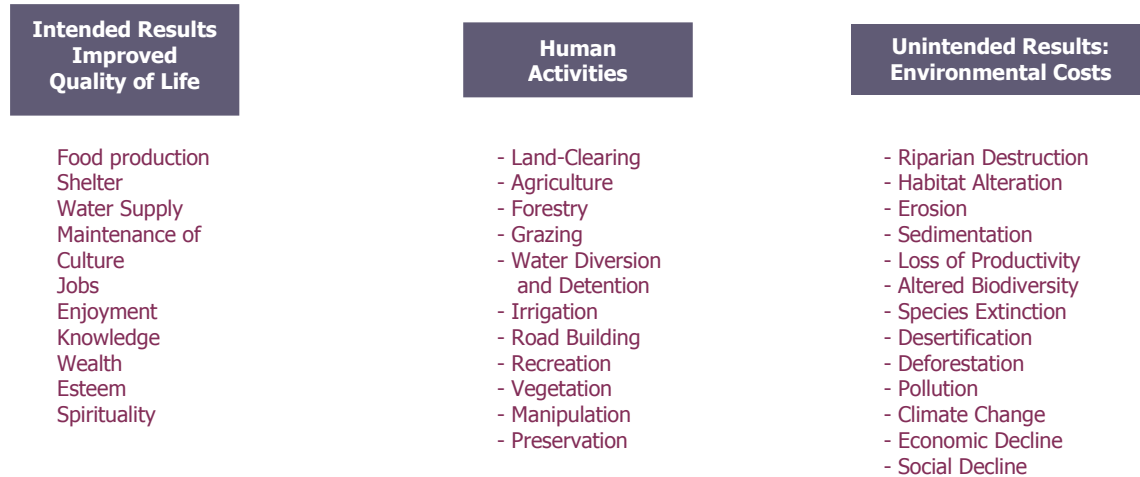 Intended Results
Improved
Quality of Life
Food production
Shelter
Water Supply
Maintenance of
Culture
Jobs
Enjoyment
Knowledge
Wealth
Esteem
Spirituality
Human
Activities
- Land-Clearing
- Agriculture
- Forestry
- Grazing
- Water Diversion
and Detention
- Irrigation
- Road Building
- Recreation
- Vegetation
- Manipulation
- Preservation
Unintended Results:
Environmental Costs
- Riparian Destruction
- Habitat Alteration
- Erosion
- Sedimentation
- Loss of Productivity
- Altered Biodiversity
- Species Extinction
- Desertification
- Deforestation
- Pollution
- Climate Change
- Economic Decline
- Social Decline